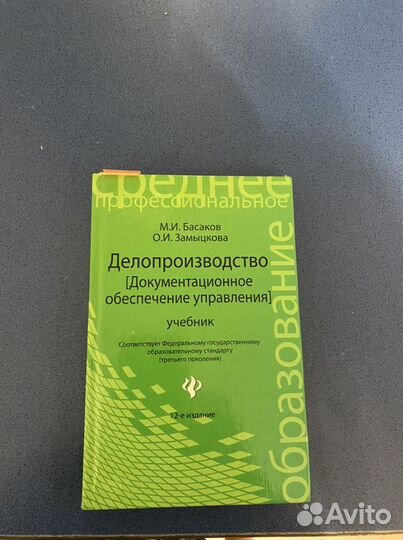 среднее
профессиональное
образование
М.И. Басаков
О.И. Замыцкова
Делопроизводство
[Документационное
обеспечение управления]
учебник
Соответствует Федеральному государственному
образовательному стандарту
(третьего поколения)
12-е издание
Avito